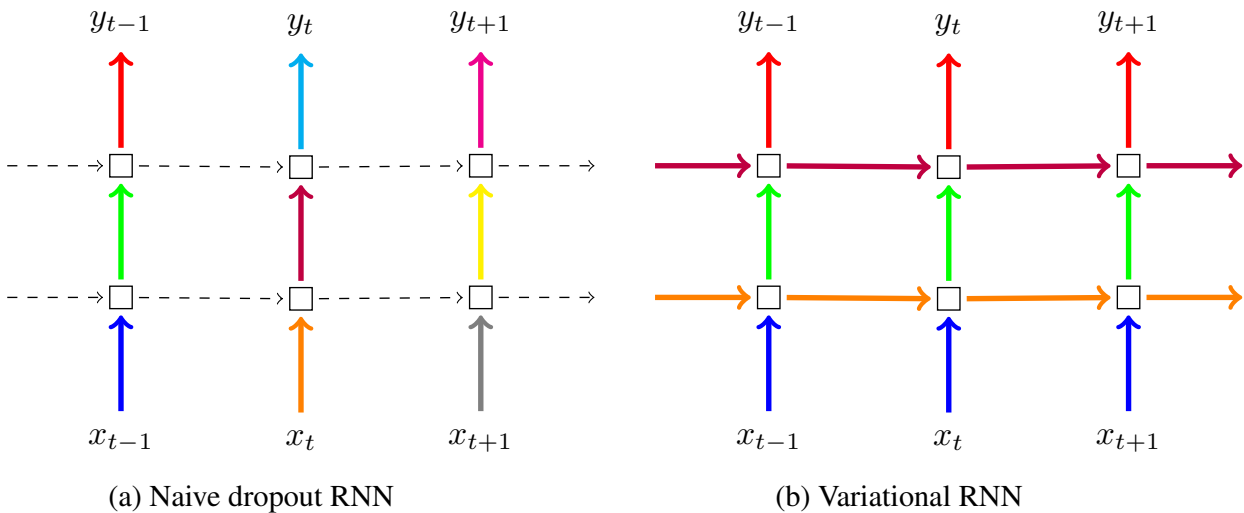 y_{t-1} y_t y_{t+1} y_{t-1} y_t y_{t+1}
x_{t-1} x_t x_{t+1} x_{t-1} x_t x_{t+1}
(a) Naive dropout RNN (b) Variational RNN